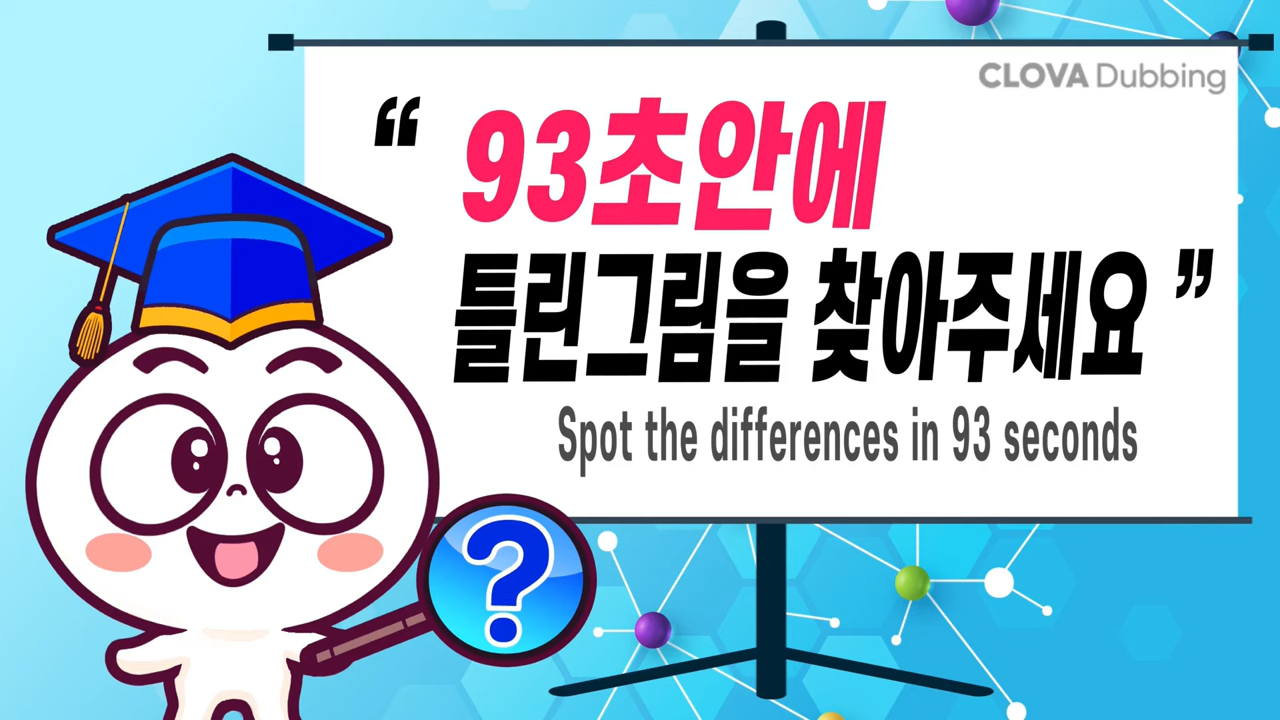 CLOVA Dubbing
“ 93초안에
틀린그림을 찾아주세요 ”
Spot the differences in 93 seconds
?